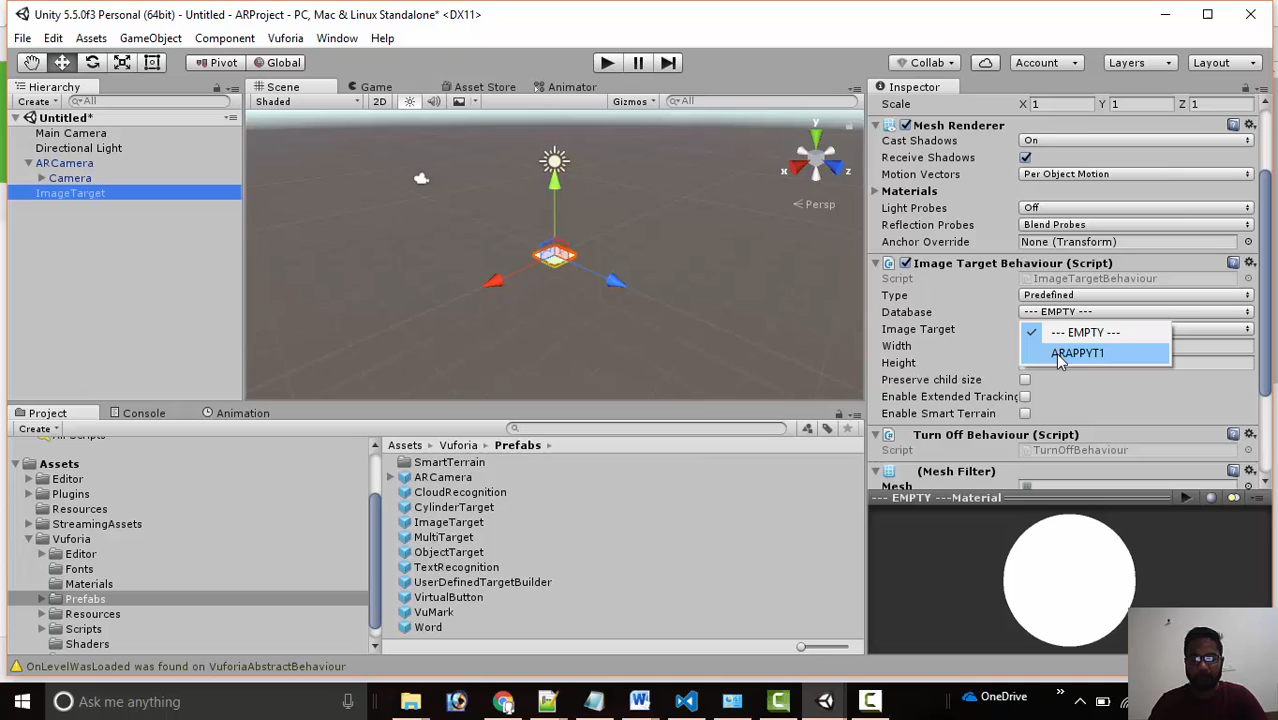 Unity 5.5.0f3 Personal (64bit) - Untitled - ARProject - PC, Mac & Linux Standalone* <DX11>
File Edit Assets GameObject Component Vuforia Window Help
Pivot Global Collab Account Layers Layout
Hierarchy
Create All
Untitled*
Main Camera
Directional Light
ARCamera
Camera
ImageTarget
Scene Game Asset Store Animator
Shaded 2D Gizmos All
y
x
z
Persp
Inspector
Scale X 1 Y 1 Z 1
Mesh Renderer
Cast Shadows On
Receive Shadows
Motion Vectors Per Object Motion
Materials
Light Probes Off
Reflection Probes Blend Probes
Anchor Override None (Transform)
Image Target Behaviour (Script)
Script ImageTargetBehaviour
Type Predefined
Database --- EMPTY ---
Image Target
--- EMPTY ---
Width
ARAPPYT1
Height
Preserve child size
Enable Extended Tracking
Enable Smart Terrain
Turn Off Behaviour (Script)
Script TurnOffBehaviour
(Mesh Filter)
Mesh
--- EMPTY ---Material
Project Console Animation
Create
All Scripts
Assets
Editor
Plugins
Resources
StreamingAssets
Vuforia
Editor
Fonts
Materials
Prefabs
Resources
Scripts
Shaders
Assets Vuforia Prefabs
SmartTerrain
ARCamera
CloudRecognition
CylinderTarget
ImageTarget
MultiTarget
ObjectTarget
TextRecognition
UserDefinedTargetBuilder
VirtualButton
VuMark
Word
OnLevelWasLoaded was found on VuforiaAbstractBehaviour
Ask me anything
OneDrive